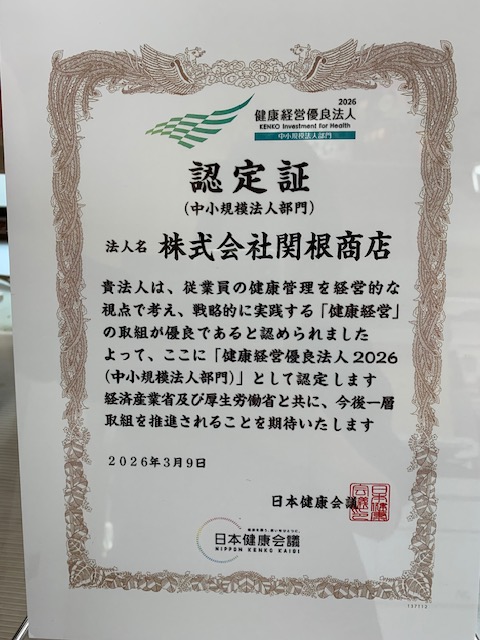 2026
健康経営優良法人
KENKO Investment for Health
中小規模法人部門
認定証
(中小規模法人部門)
法人名 株式会社関根商店
貴法人は、従業員の健康管理を経営的な
視点で考え、戦略的に実践する「健康経営」
の取組が優良であると認められました
よって、ここに「健康経営優良法人2026
(中小規模法人部門)」として認定します
経済産業省及び厚生労働省と共に、今後一層
取組を推進されることを期待いたします
2026年3月9日
日本健康会議
日本健康会議
NIPPON KENKO KAIGI